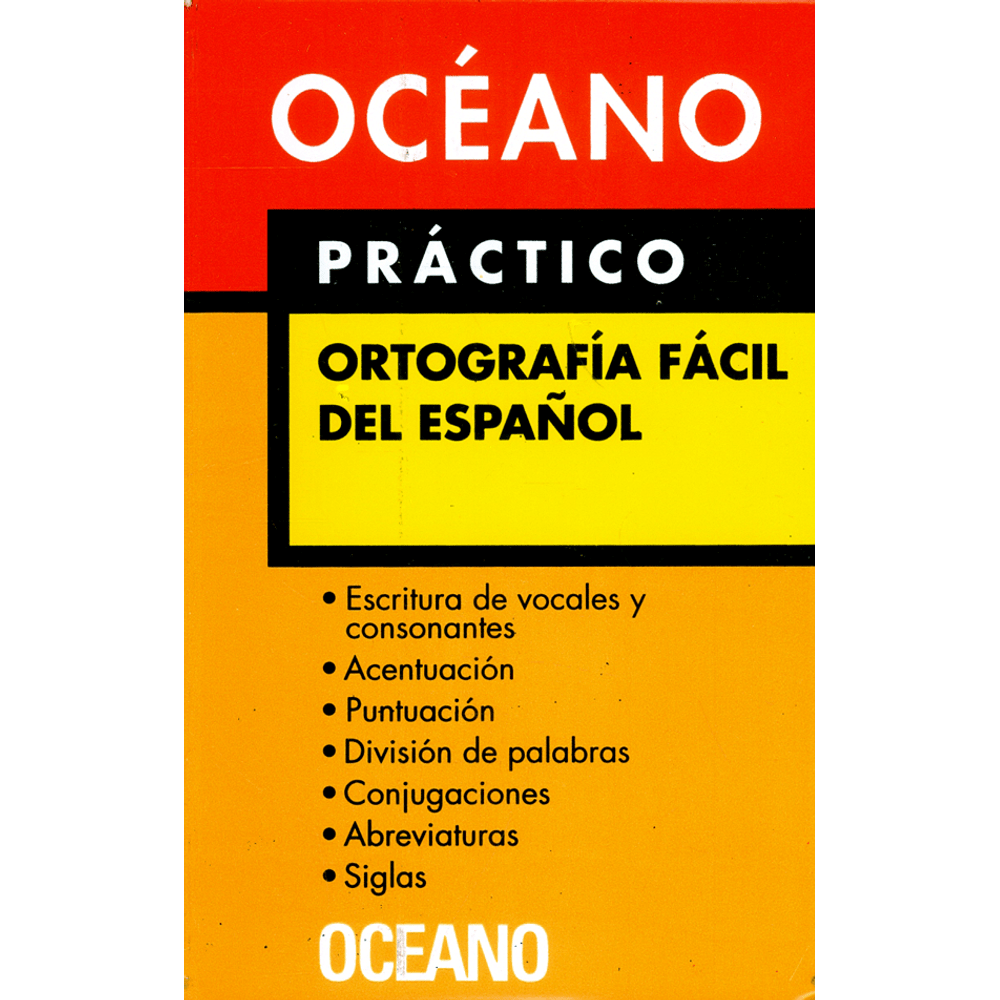 OCÉANO
PRÁCTICO
ORTOGRAFÍA FÁCIL
DEL ESPAÑOL
• Escritura de vocales y
consonantes
• Acentuación
• Puntuación
• División de palabras
• Conjugaciones
• Abreviaturas
• Siglas
OCEANO